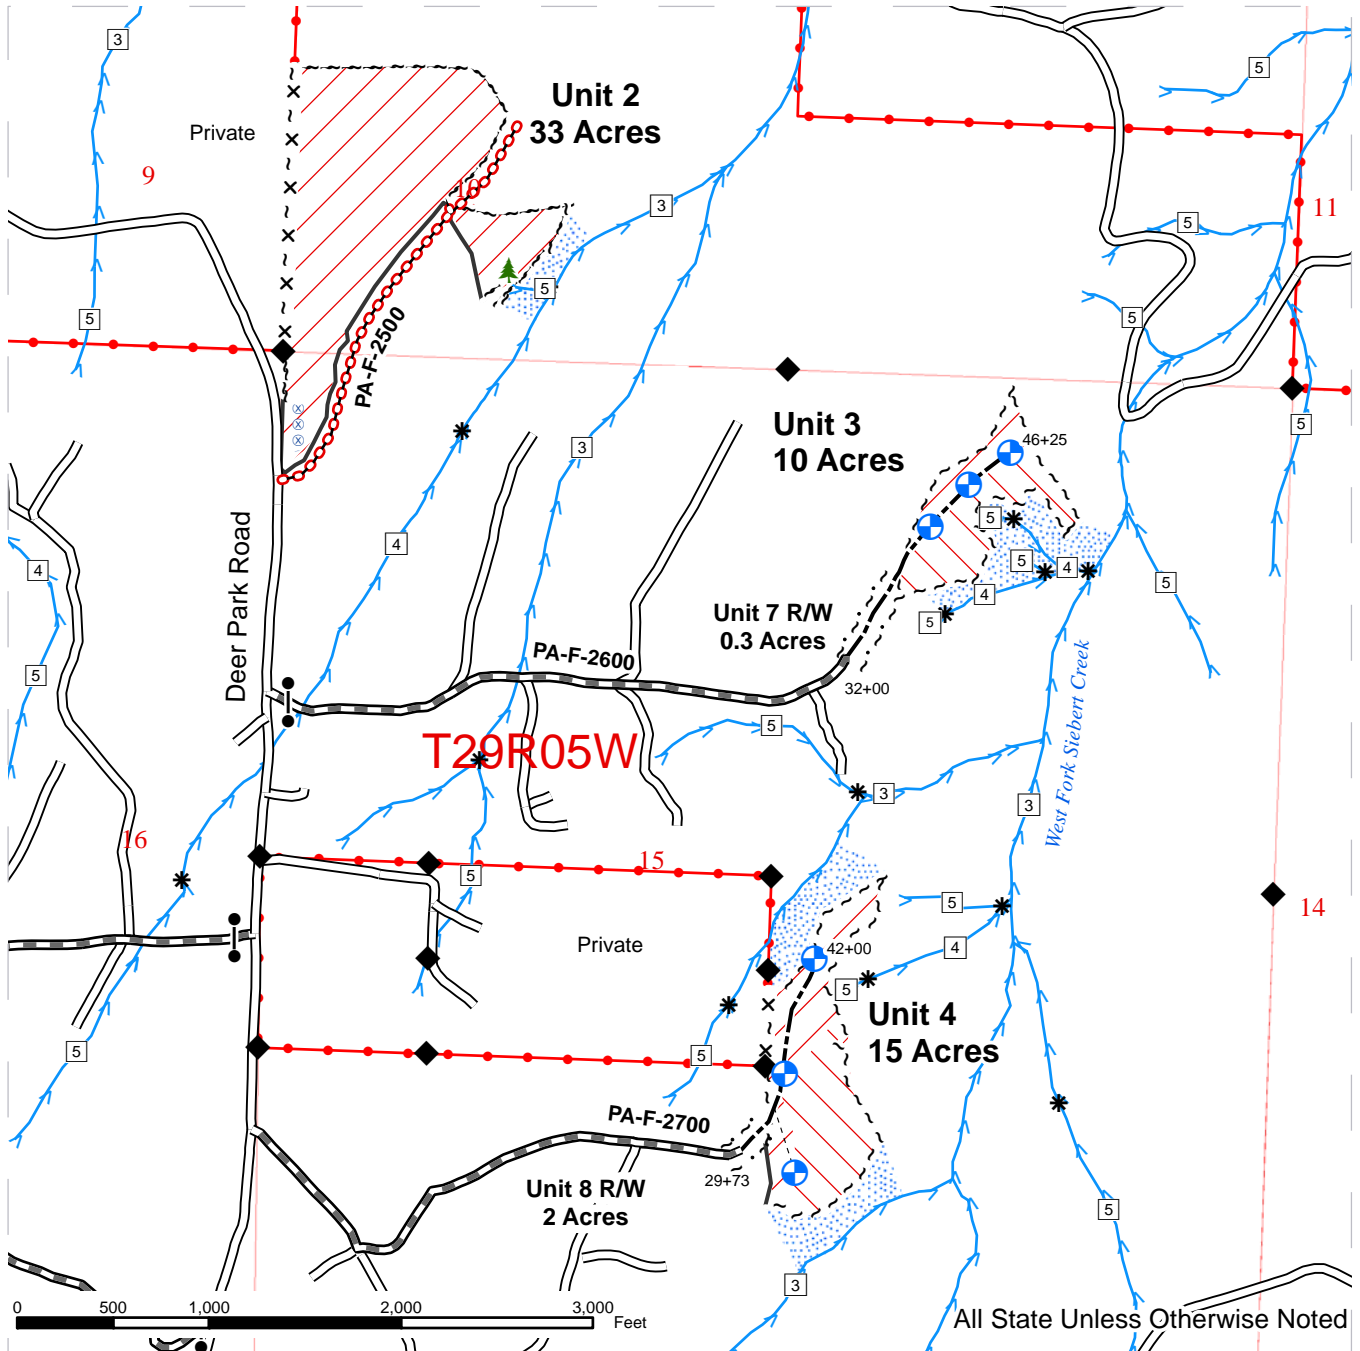 3
5
Unit 2
33 Acres
Private
9
10
3
5
11
5
5
5
PA-F-2500
3
Unit 3
10 Acres
46+25
5
4
Deer Park Road
5
5
4
4
5
5
4
5
Unit 7 R/W
0.3 Acres
PA-F-2600
32+00
5
West Fork Siebert Creek
T29R05W
5
3
3
16
15
5
5
14
Private
42+00
4
5
Unit 4
15 Acres
5
5
PA-F-2700
29+73
Unit 8 R/W
2 Acres
5
3
0 500 1,000 2,000 3,000
Feet
All State Unless Otherwise Noted